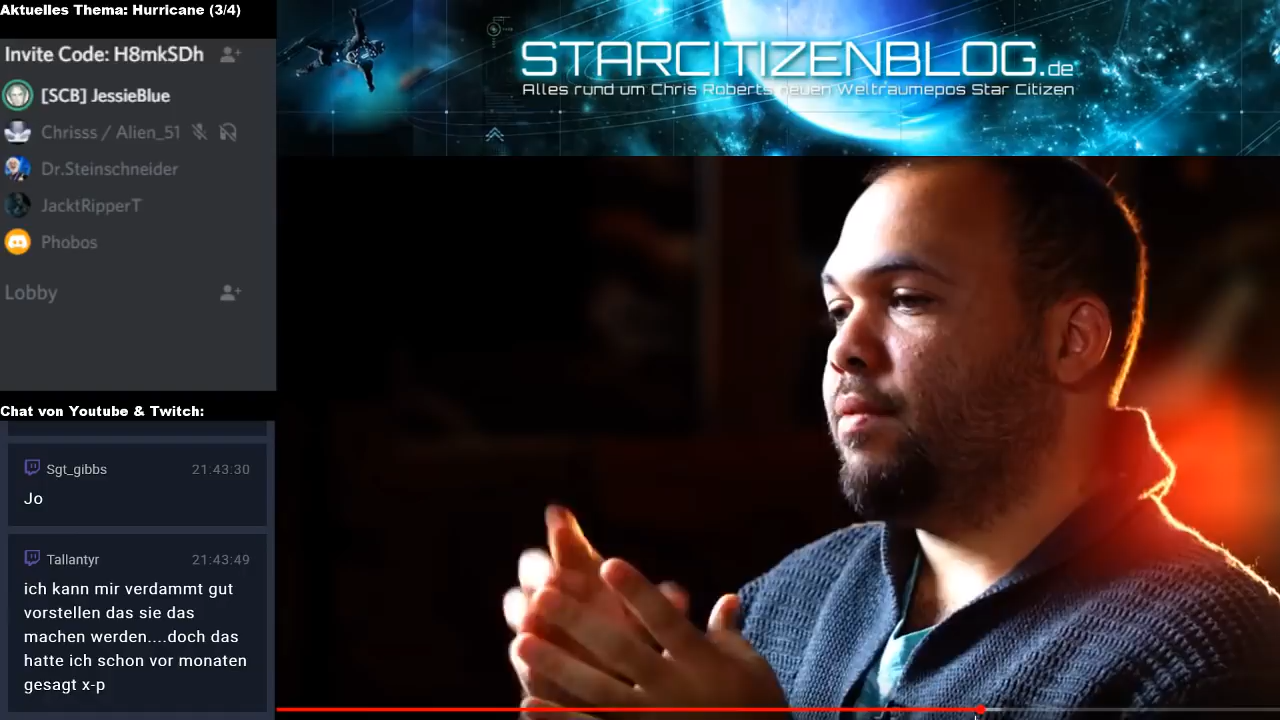 Aktuelles Thema: Hurricane (3/4)
Invite Code: H8mkSDh
[SCB] JessieBlue
Chrisss / Alien_51
Dr.Steinschneider
JacktRipperT
Phobos
Lobby
Chat von Youtube & Twitch:
Sgt_gibbs 21:43:30
Jo
Tallantyr 21:43:49
ich kann mir verdammt gut
vorstellen das sie das
machen werden....doch das
hatte ich schon vor monaten
gesagt x-p
STARCITIZENBLOG.de
Alles rund um Chris Roberts neuen Weltraumepos Star Citizen